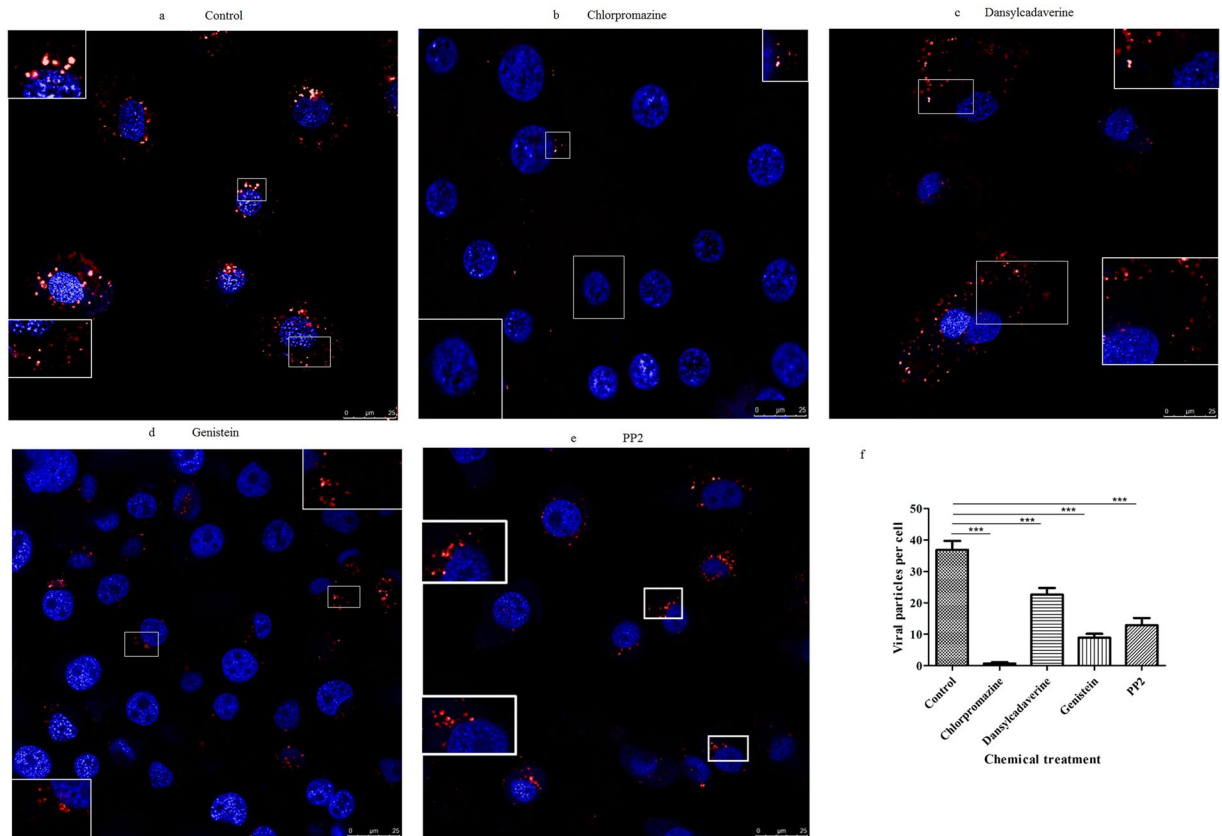 a Control
b Chlorpromazine
c Dansylcadaverine
0 µm 25
0 µm 25
0 µm 25
d Genistein
e PP2
f
0 µm 25
0 µm 25
***
***
***
***
50
40
30
20
10
0
Viral particles per cell
Control
Chlorpromazine
Dansylcadaverine
Genistein
PP2
Chemical treatment